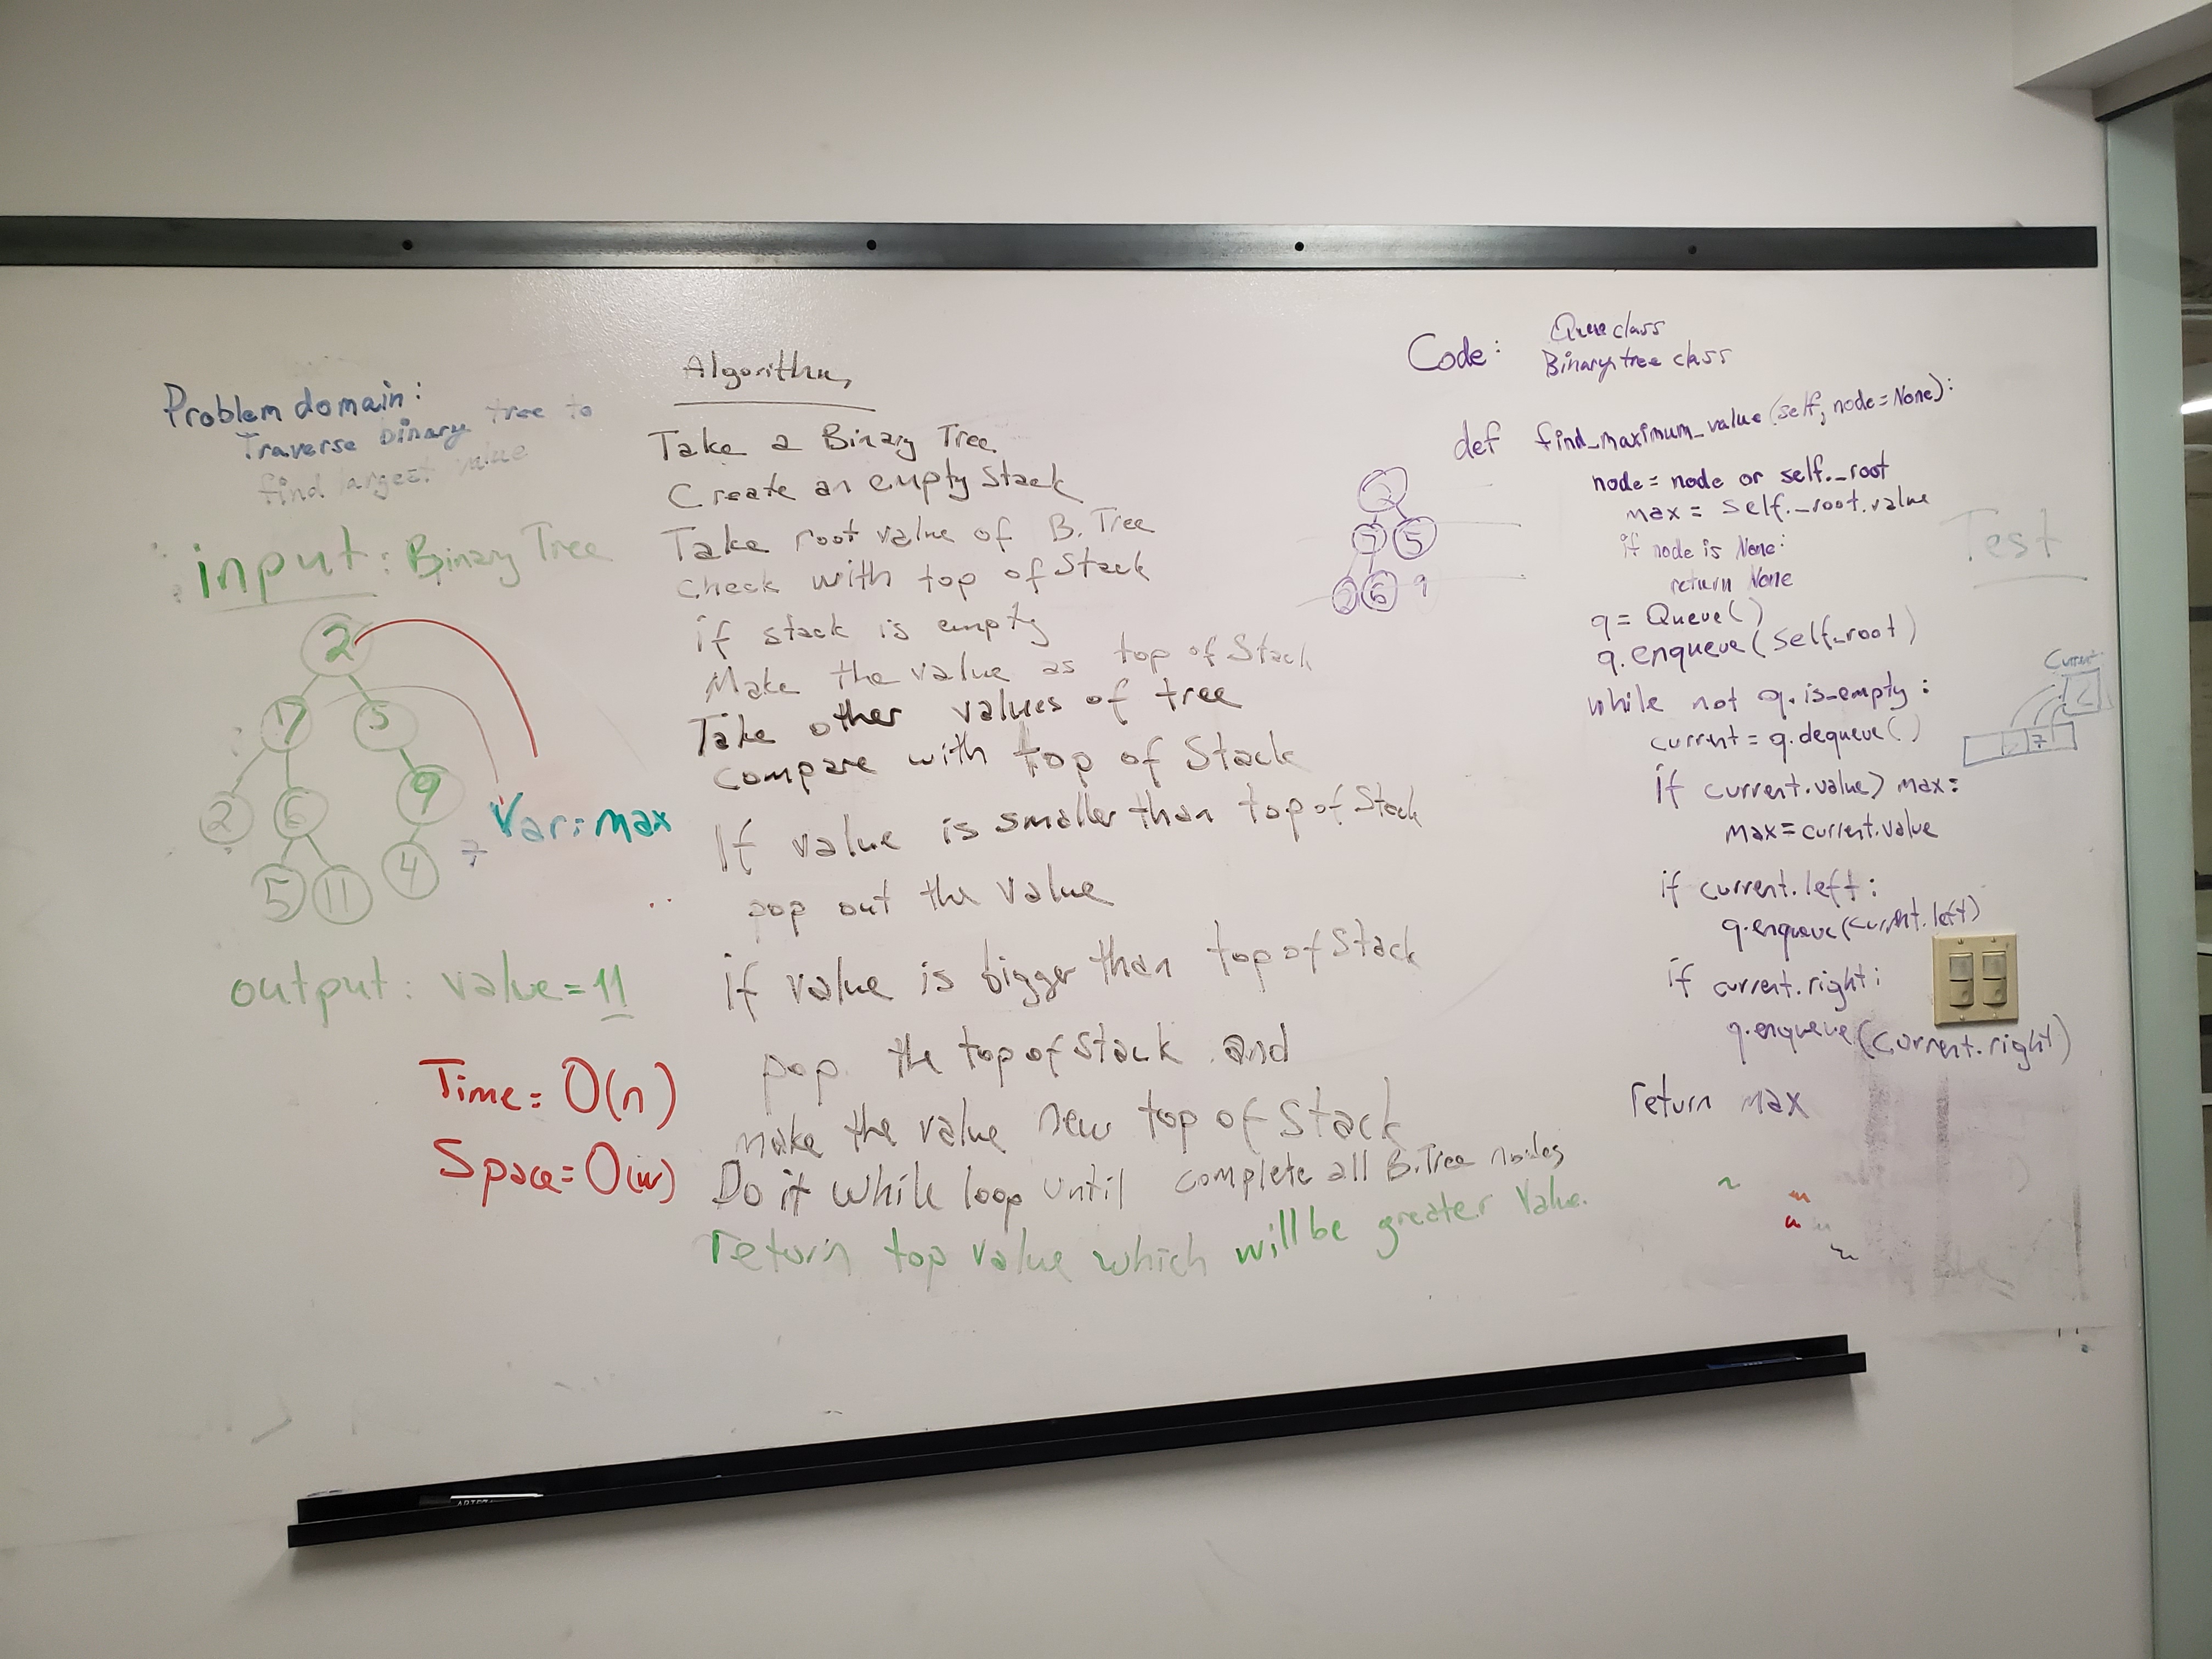 Problem domain:
Traverse binary tree to
find largest value
input: Binary Tree
2
7
5
2
6
9
5
11
4
7
Var: max
output: value = 11
Time = O(n)
Space = O(w)
Algorithm
Take a Binary Tree.
Create an empty Stack
Take root value of B.Tree
check with top of Stack
if stack is empty
Make the value as top of Stack
Take other values of tree
compare with top of Stack
If value is smaller than top of Stack
pop out the value
if value is bigger than top of Stack
pop the top of Stack and
make the value new top of Stack
Do it while loop until complete all B.Tree nodes
return top value which will be greater value.
7
5
6
Code:
Queue class
Binary tree class
def find_maximum_value(self, node=None):
node = node or self._root
max = self._root.value
if node is None:
return None
q = Queue()
q.enqueue(self._root)
while not q.is_empty:
current = q.dequeue()
if current.value > max:
max = current.value
if current.left:
q.enqueue(current.left)
if current.right:
q.enqueue(current.right)
return max
Test
Current
7
2